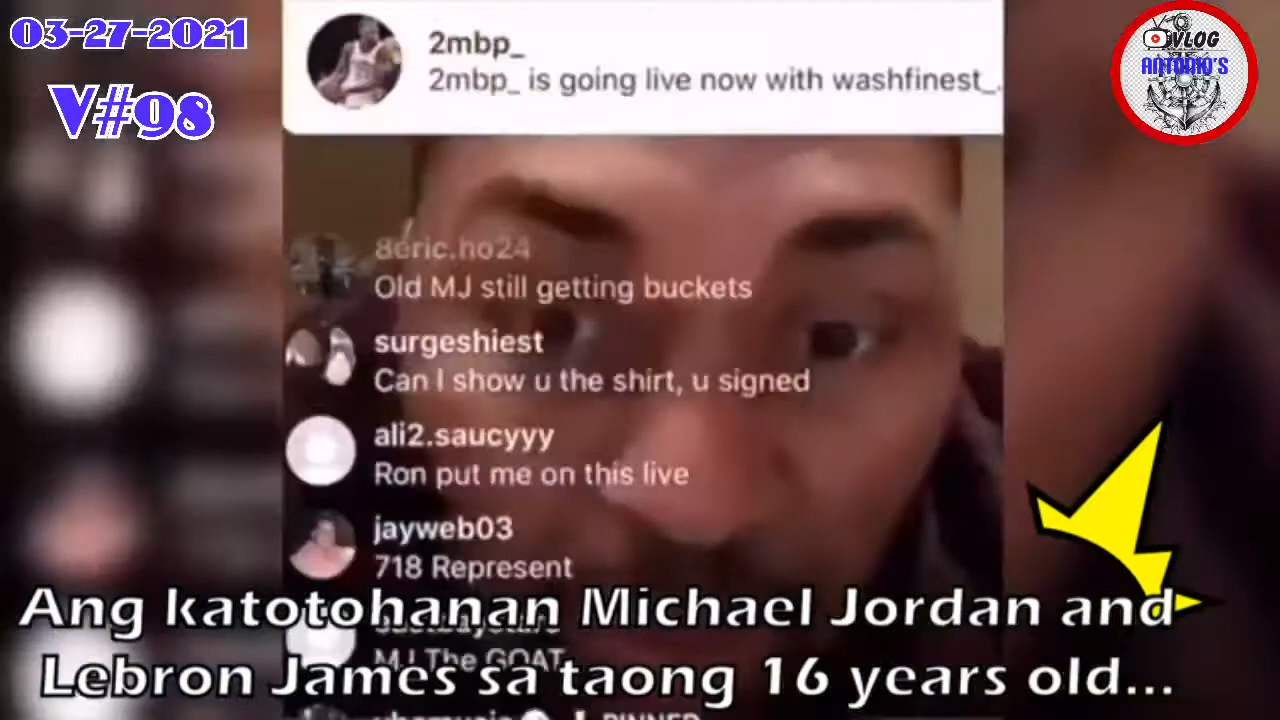 03-27-2021
V#98
2mbp_
2mbp_ is going live now with washfinest_.
VLOG
ANTONIO'S
8eric.ho24
Old MJ still getting buckets
surgeshiest
Can I show u the shirt, u signed
ali2.saucyyy
Ron put me on this live
jayweb03
718 Represent
MJ The GOAT
Ang katotohanan Michael Jordan and
Lebron James sa taong 16 years old...
PINNED